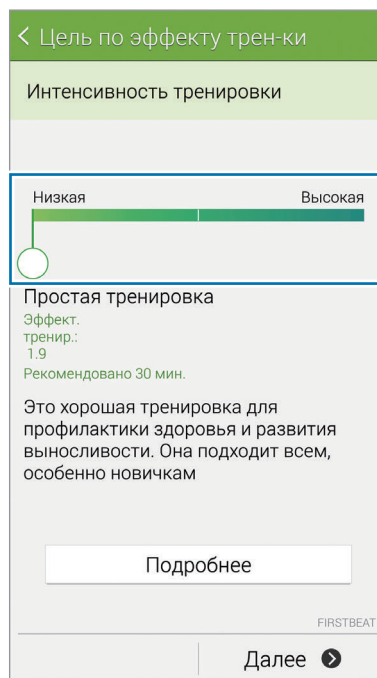 Цель по эффекту трен-ки
Интенсивность тренировки
Низкая Высокая
Простая тренировка
Эффект.
тренир.:
1.9
Рекомендовано 30 мин.
Это хорошая тренировка для
профилактики здоровья и развития
выносливости. Она подходит всем,
особенно новичкам
Подробнее
FIRSTBEAT
Далее